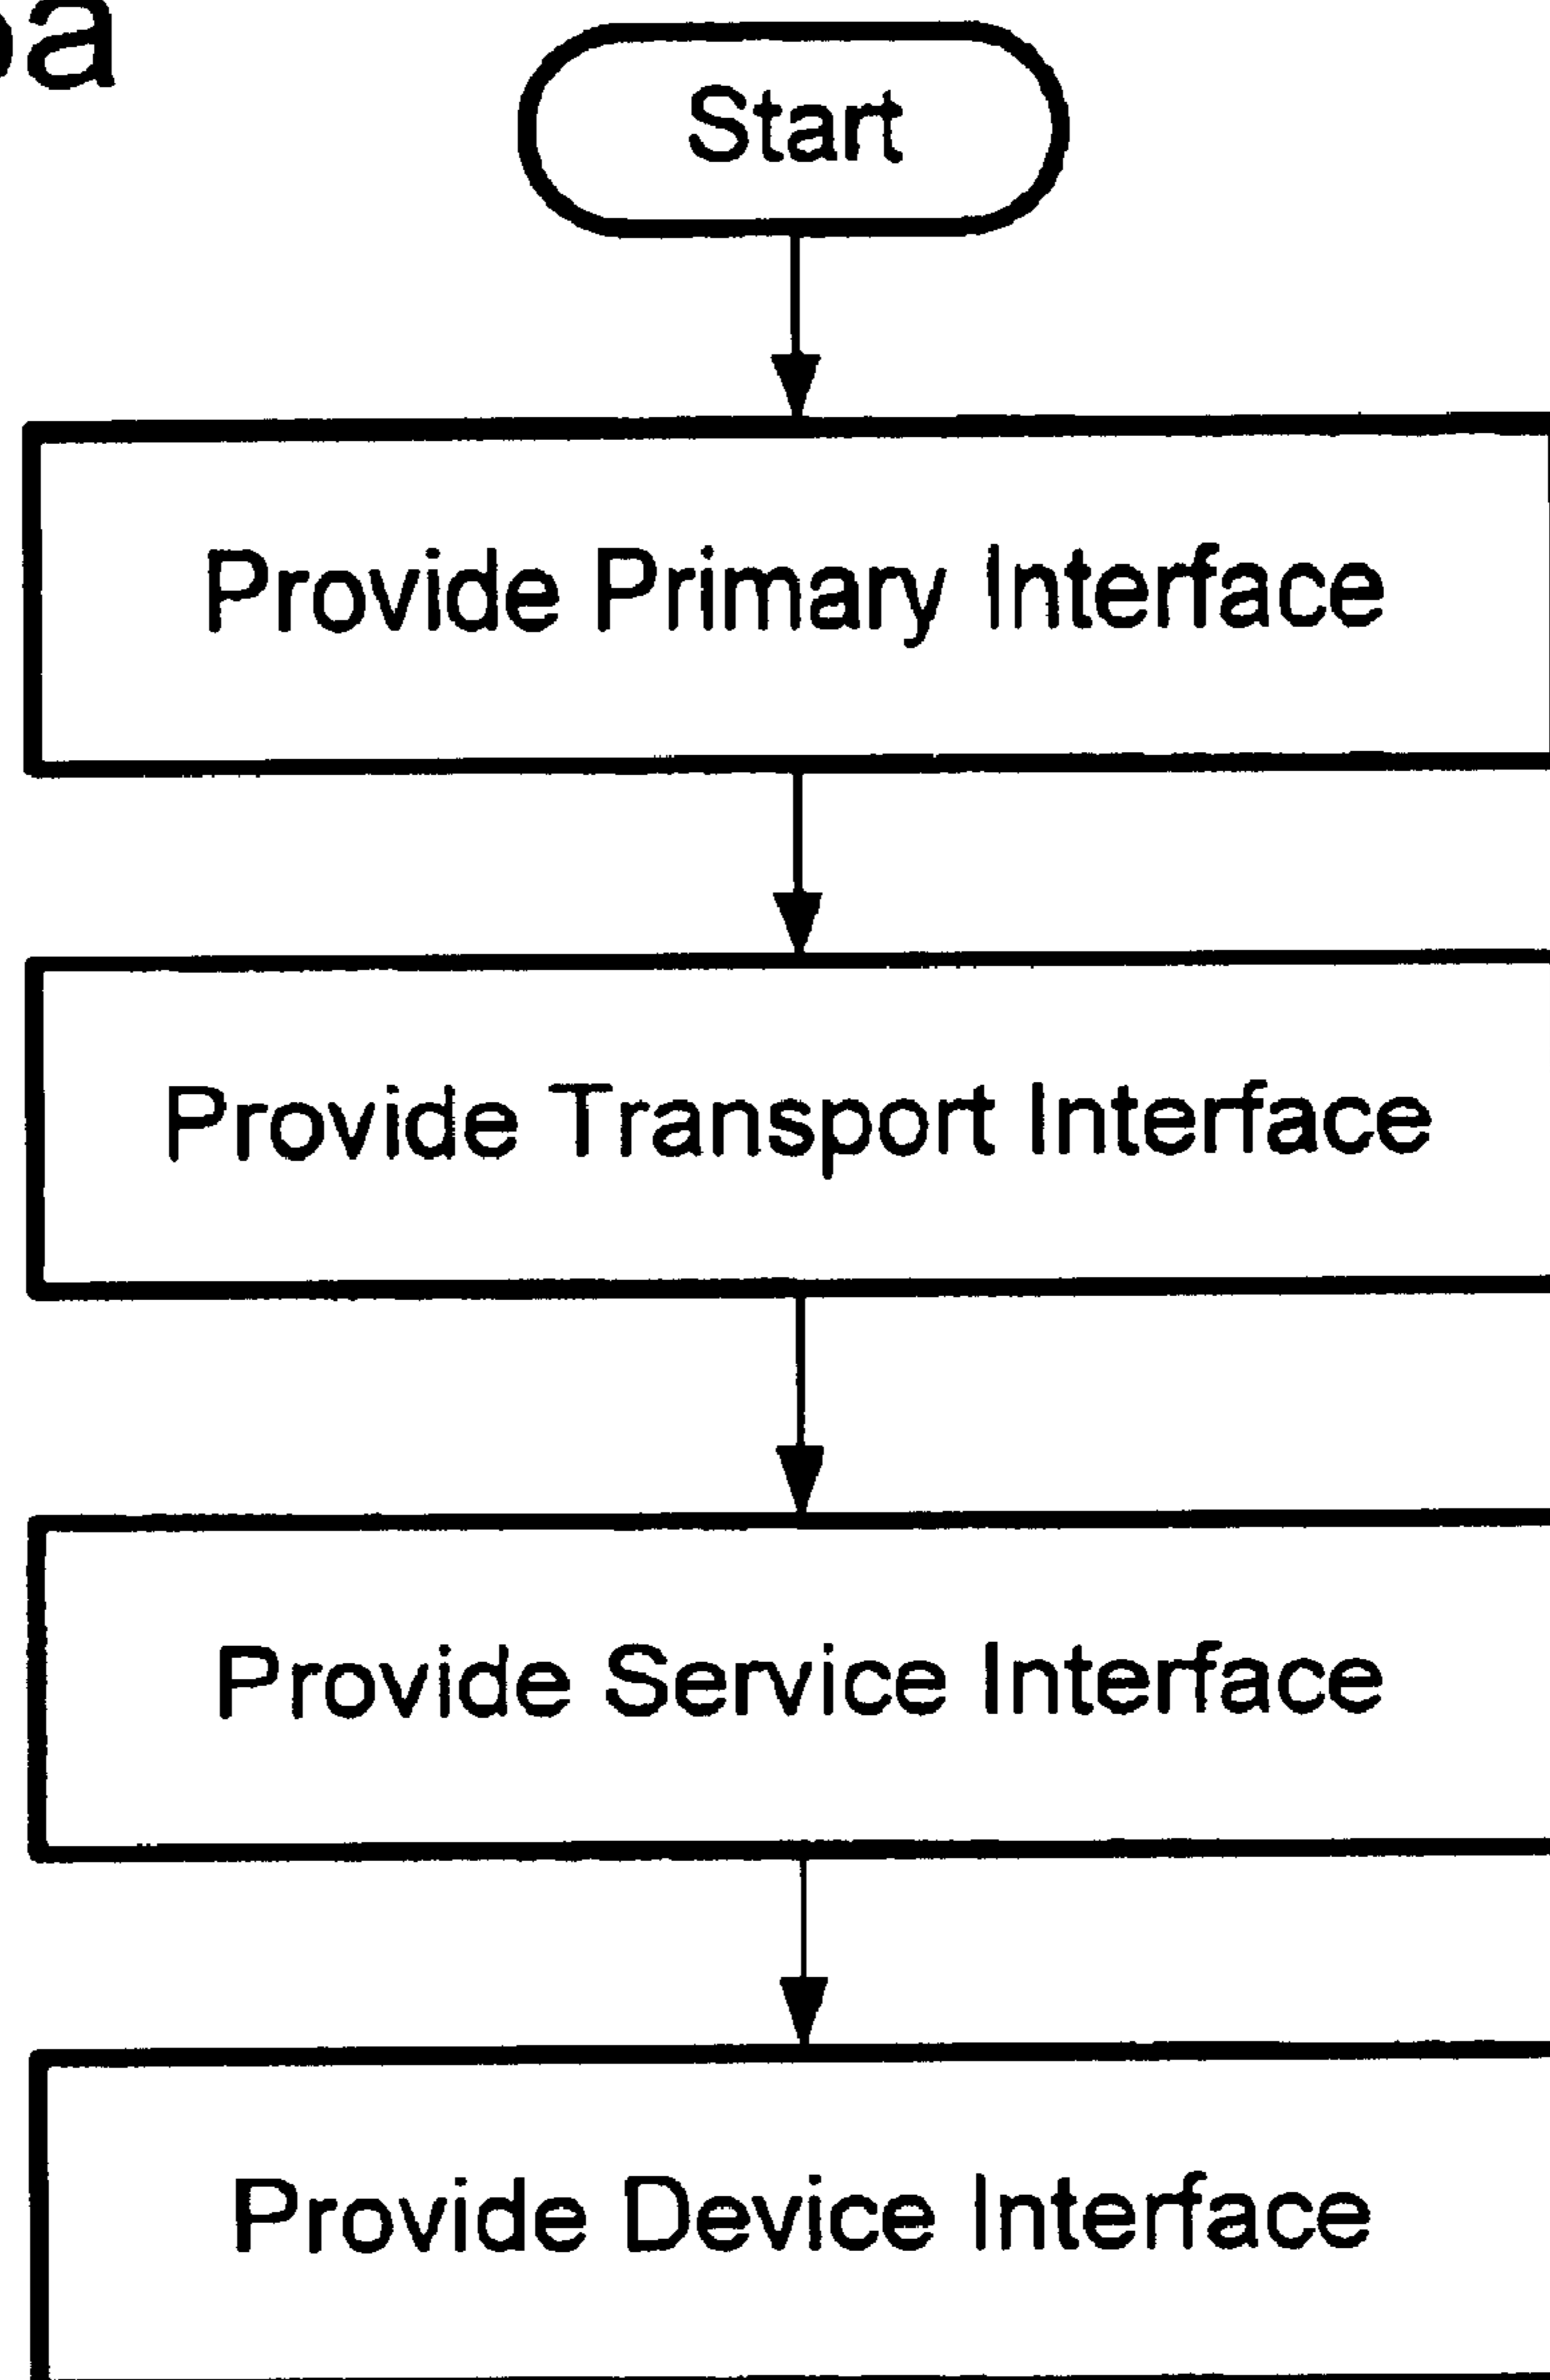 Start
Provide Primary Interface
Provide Transport Interface
Provide Service Interface
Provide Device Interface